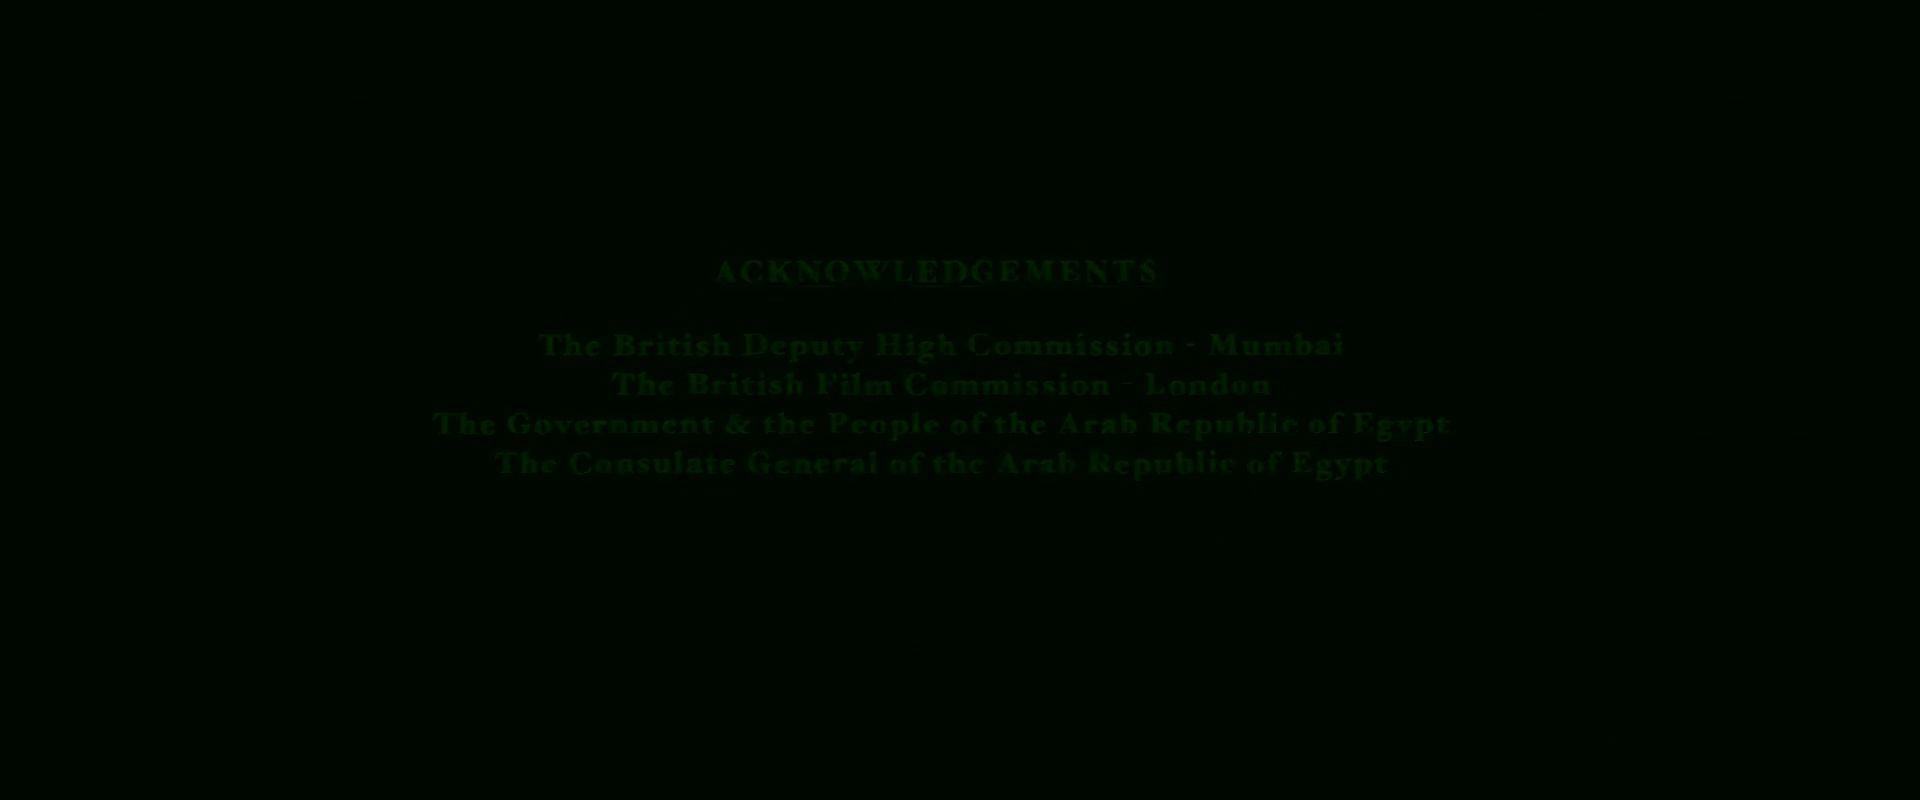 ACKNOWLEDGEMENTS
The British Deputy High Commission - Mumbai
The British Film Commission - London
The Government & the People of the Arab Republic of Egypt
The Consulate General of the Arab Republic of Egypt